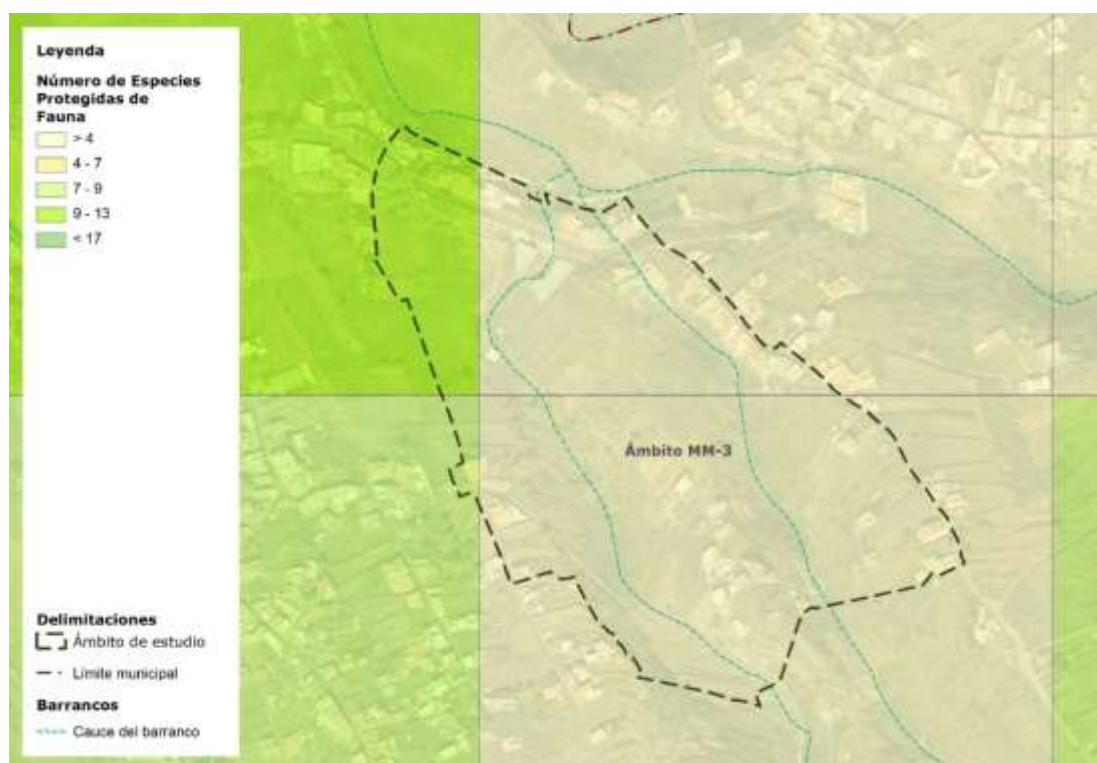 Leyenda
Número de Especies
Protegidas de
Fauna
> 4
4 - 7
7 - 9
9 - 13
< 17
Ámbito MM-3
Delimitaciones
Ámbito de estudio
Límite municipal
Barrancos
Cauce del barranco